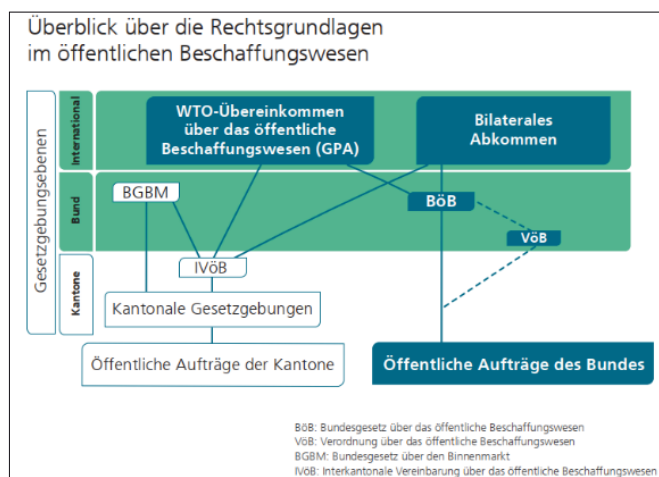 Überblick über die Rechtsgrundlagen
im öffentlichen Beschaffungswesen
Gesetzgebungsebenen
International
WTO-Übereinkommen
über das öffentliche
Beschaffungswesen (GPA)
Bilaterales
Abkommen
Bund
BGBM
BöB
VöB
IVöB
Kantone
Kantonale Gesetzgebungen
Öffentliche Aufträge der Kantone
Öffentliche Aufträge des Bundes
BöB: Bundesgesetz über das öffentliche Beschaffungswesen
VöB: Verordnung über das öffentliche Beschaffungswesen
BGBM: Bundesgesetz über den Binnenmarkt
IVöB: Interkantonale Vereinbarung über das öffentliche Beschaffungswesen